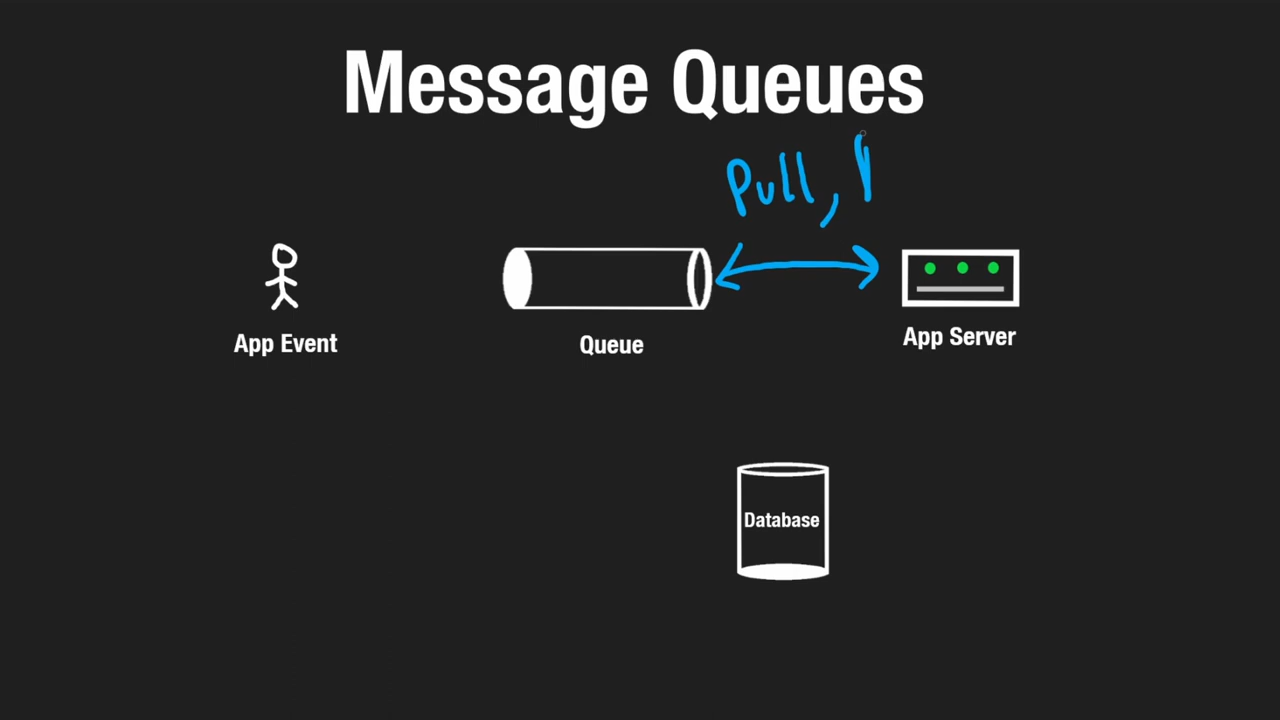 Message Queues
Pull,
App Event
Queue
App Server
Database